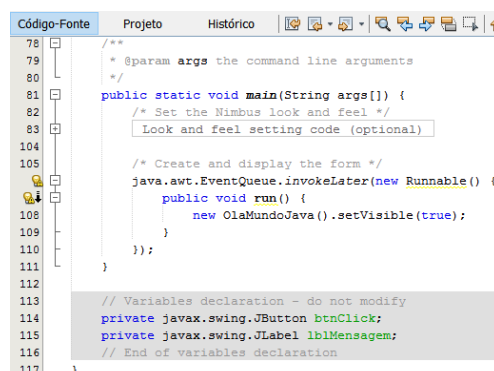 Código-Fonte Projeto Histórico
78 /**
79 * @param args the command line arguments
80 */
81 public static void main(String args[]) {
82 /* Set the Nimbus look and feel */
83 Look and feel setting code (optional)
104
105 /* Create and display the form */
java.awt.EventQueue.invokeLater(new Runnable() {
public void run() {
108 new OlaMundoJava().setVisible(true);
109 }
110 });
111 }
112
113 // Variables declaration - do not modify
114 private javax.swing.JButton btnClick;
115 private javax.swing.JLabel lblMensagem;
116 // End of variables declaration
117 }